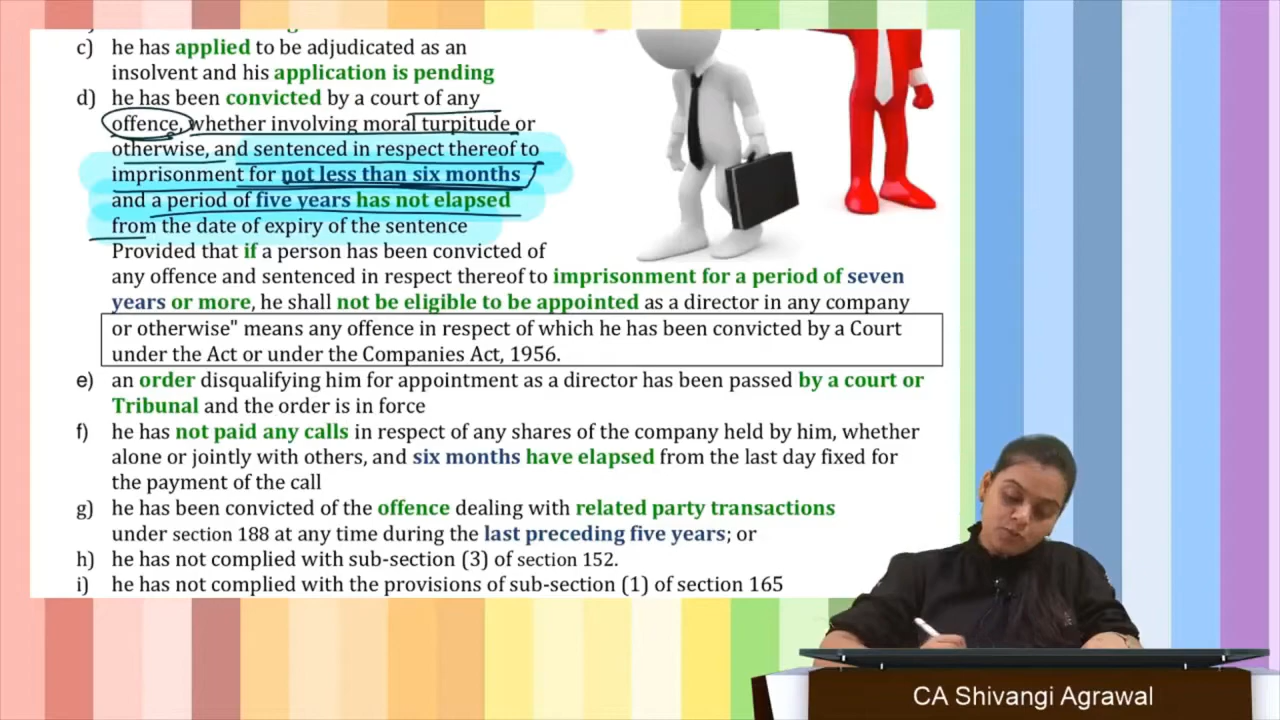 c) he has applied to be adjudicated as an
insolvent and his application is pending
d) he has been convicted by a court of any
offence, whether involving moral turpitude or
otherwise, and sentenced in respect thereof to
imprisonment for not less than six months
and a period of five years has not elapsed
from the date of expiry of the sentence
Provided that if a person has been convicted of
any offence and sentenced in respect thereof to imprisonment for a period of seven
years or more, he shall not be eligible to be appointed as a director in any company
or otherwise" means any offence in respect of which he has been convicted by a Court
under the Act or under the Companies Act, 1956.
e) an order disqualifying him for appointment as a director has been passed by a court or
Tribunal and the order is in force
f) he has not paid any calls in respect of any shares of the company held by him, whether
alone or jointly with others, and six months have elapsed from the last day fixed for
the payment of the call
g) he has been convicted of the offence dealing with related party transactions
under section 188 at any time during the last preceding five years; or
h) he has not complied with sub-section (3) of section 152.
i) he has not complied with the provisions of sub-section (1) of section 165
CA Shivangi Agrawal